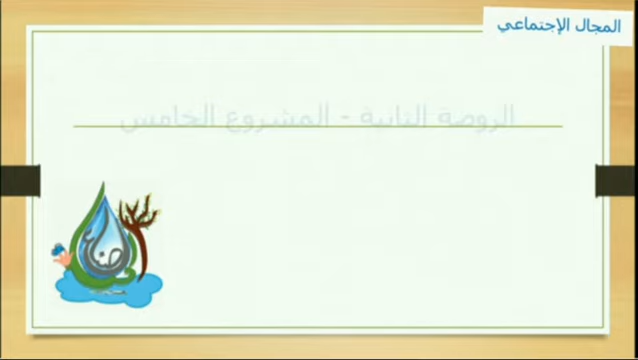 المجال الإجتماعي
الروضة الثانية - المشروع الخامس